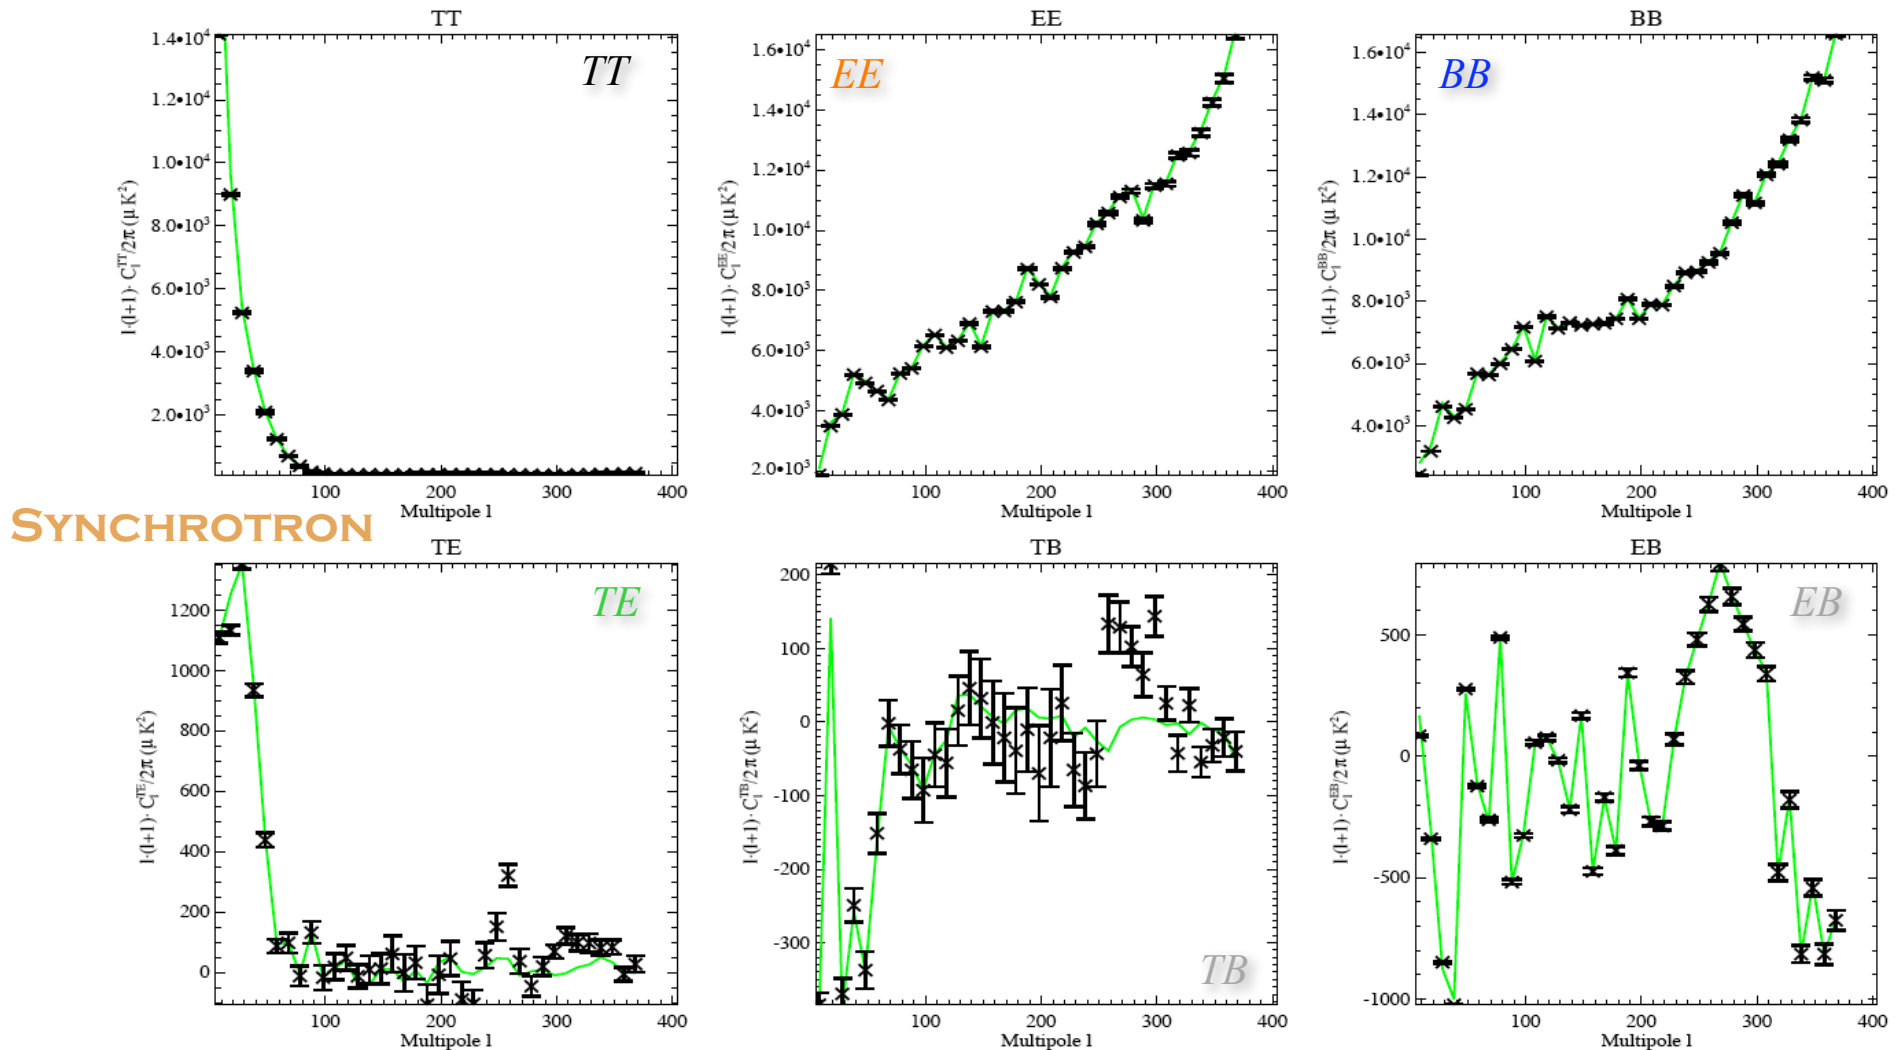 TT
TT
l·(l+1)· C_l^TT/2π (μ K²)
1.4•10⁴
1.2•10⁴
1.0•10⁴
8.0•10³
6.0•10³
4.0•10³
2.0•10³
100 200 300 400
Multipole l
EE
EE
l·(l+1)· C_l^EE/2π (μ K²)
1.6•10⁴
1.4•10⁴
1.2•10⁴
1.0•10⁴
8.0•10³
6.0•10³
4.0•10³
2.0•10³
100 200 300 400
Multipole l
BB
BB
l·(l+1)· C_l^BB/2π (μ K²)
1.6•10⁴
1.4•10⁴
1.2•10⁴
1.0•10⁴
8.0•10³
6.0•10³
4.0•10³
100 200 300 400
Multipole l
SYNCHROTRON
TE
TE
l·(l+1)· C_l^TE/2π (μ K²)
1200
1000
800
600
400
200
0
100 200 300 400
Multipole l
TB
TB
l·(l+1)· C_l^TB/2π (μ K²)
200
100
0
-100
-200
-300
100 200 300 400
Multipole l
EB
EB
l·(l+1)· C_l^EB/2π (μ K²)
500
0
-500
-1000
100 200 300 400
Multipole l